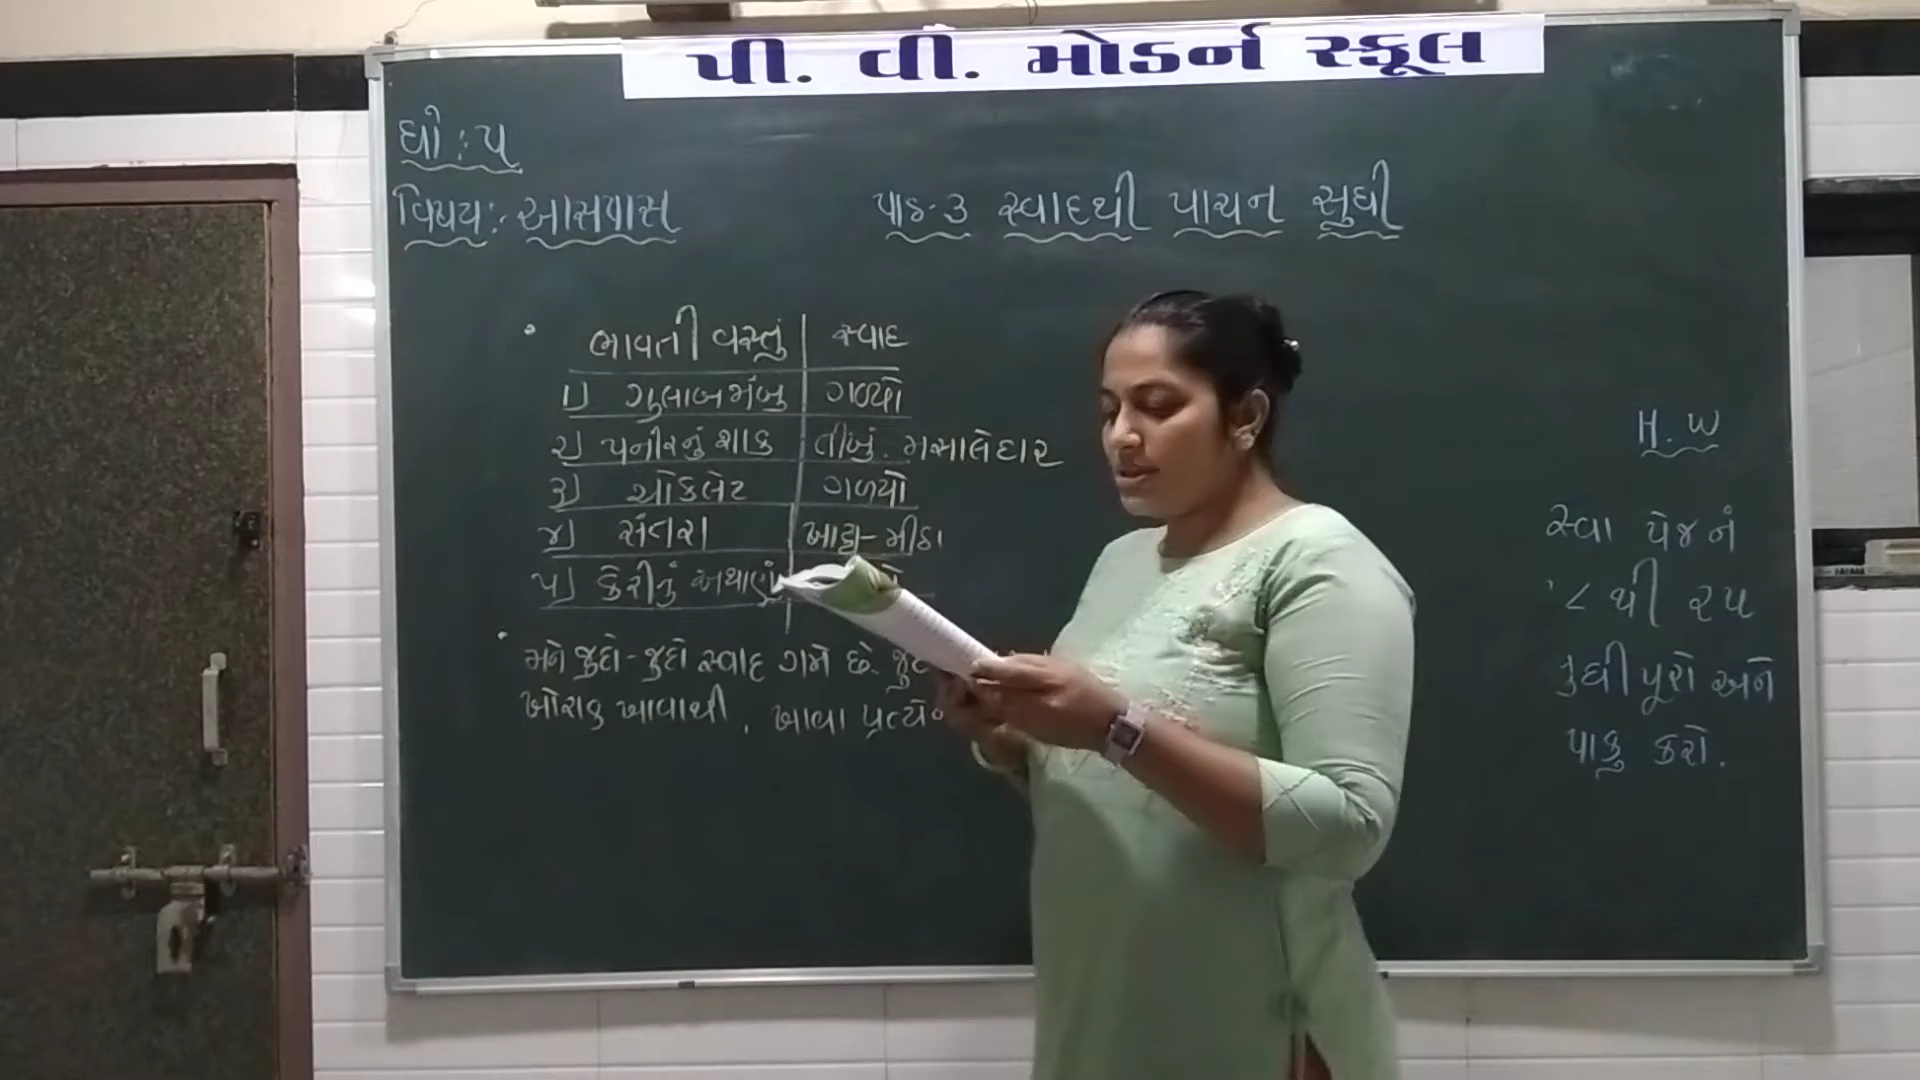 પી. વી. મોડર્ન સ્કૂલ
ધો : ૫
વિષય :- આસપાસ
પાઠ-૩ સ્વાદથી પાચન સુધી
ભાવતી વસ્તું | સ્વાદ
૧) ગુલાબજાંબુ | ગળ્યો
૨) પનીરનું શાક | તીખું. મસાલેદાર
૩) ચોકલેટ | ગળ્યો
૪) સંતરા | ખાટ્ટા-મીઠા
૫) કેરીનું અથાણું
મને જુદો-જુદો સ્વાદ ગમે છે.
ખોરાક ખાવાથી, ખાવા
H. W
સ્વા પેજ નં
થી ૨૫
પૂરો અને
પાકુ કરો.